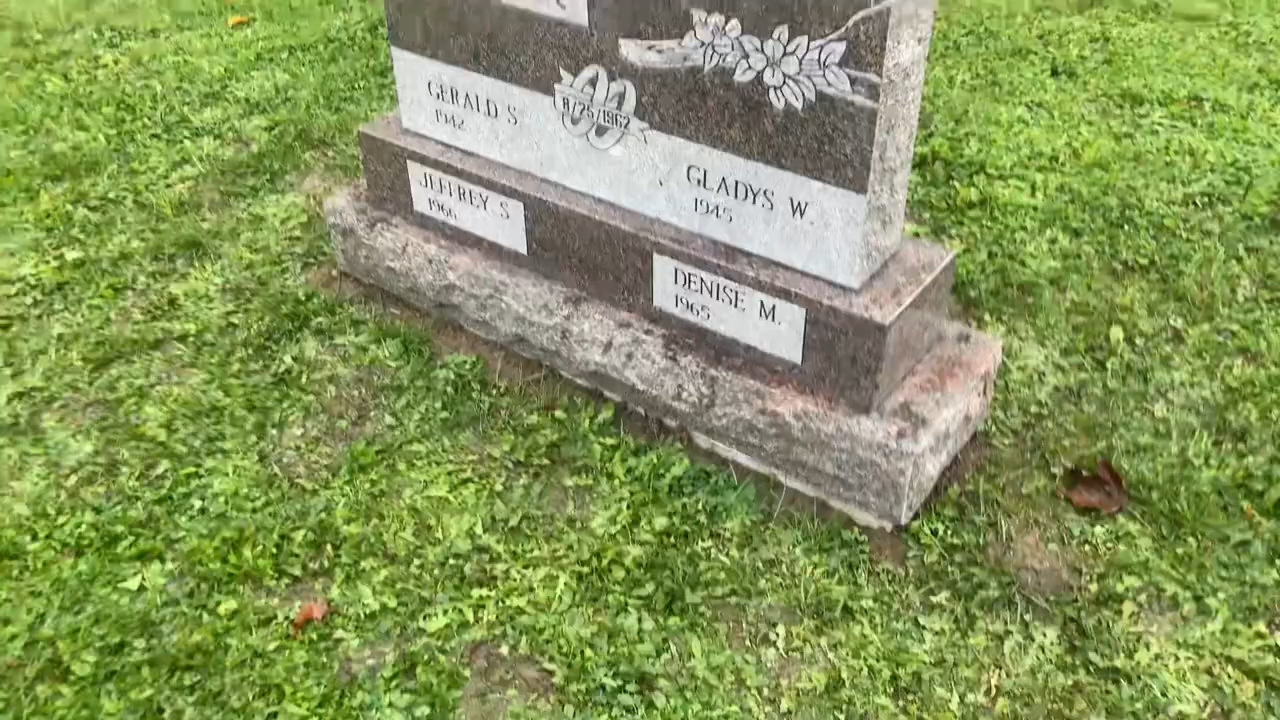 GERALD S
1942
8/25/1962
GLADYS W.
1945
JEFFREY S
1966
DENISE M.
1965